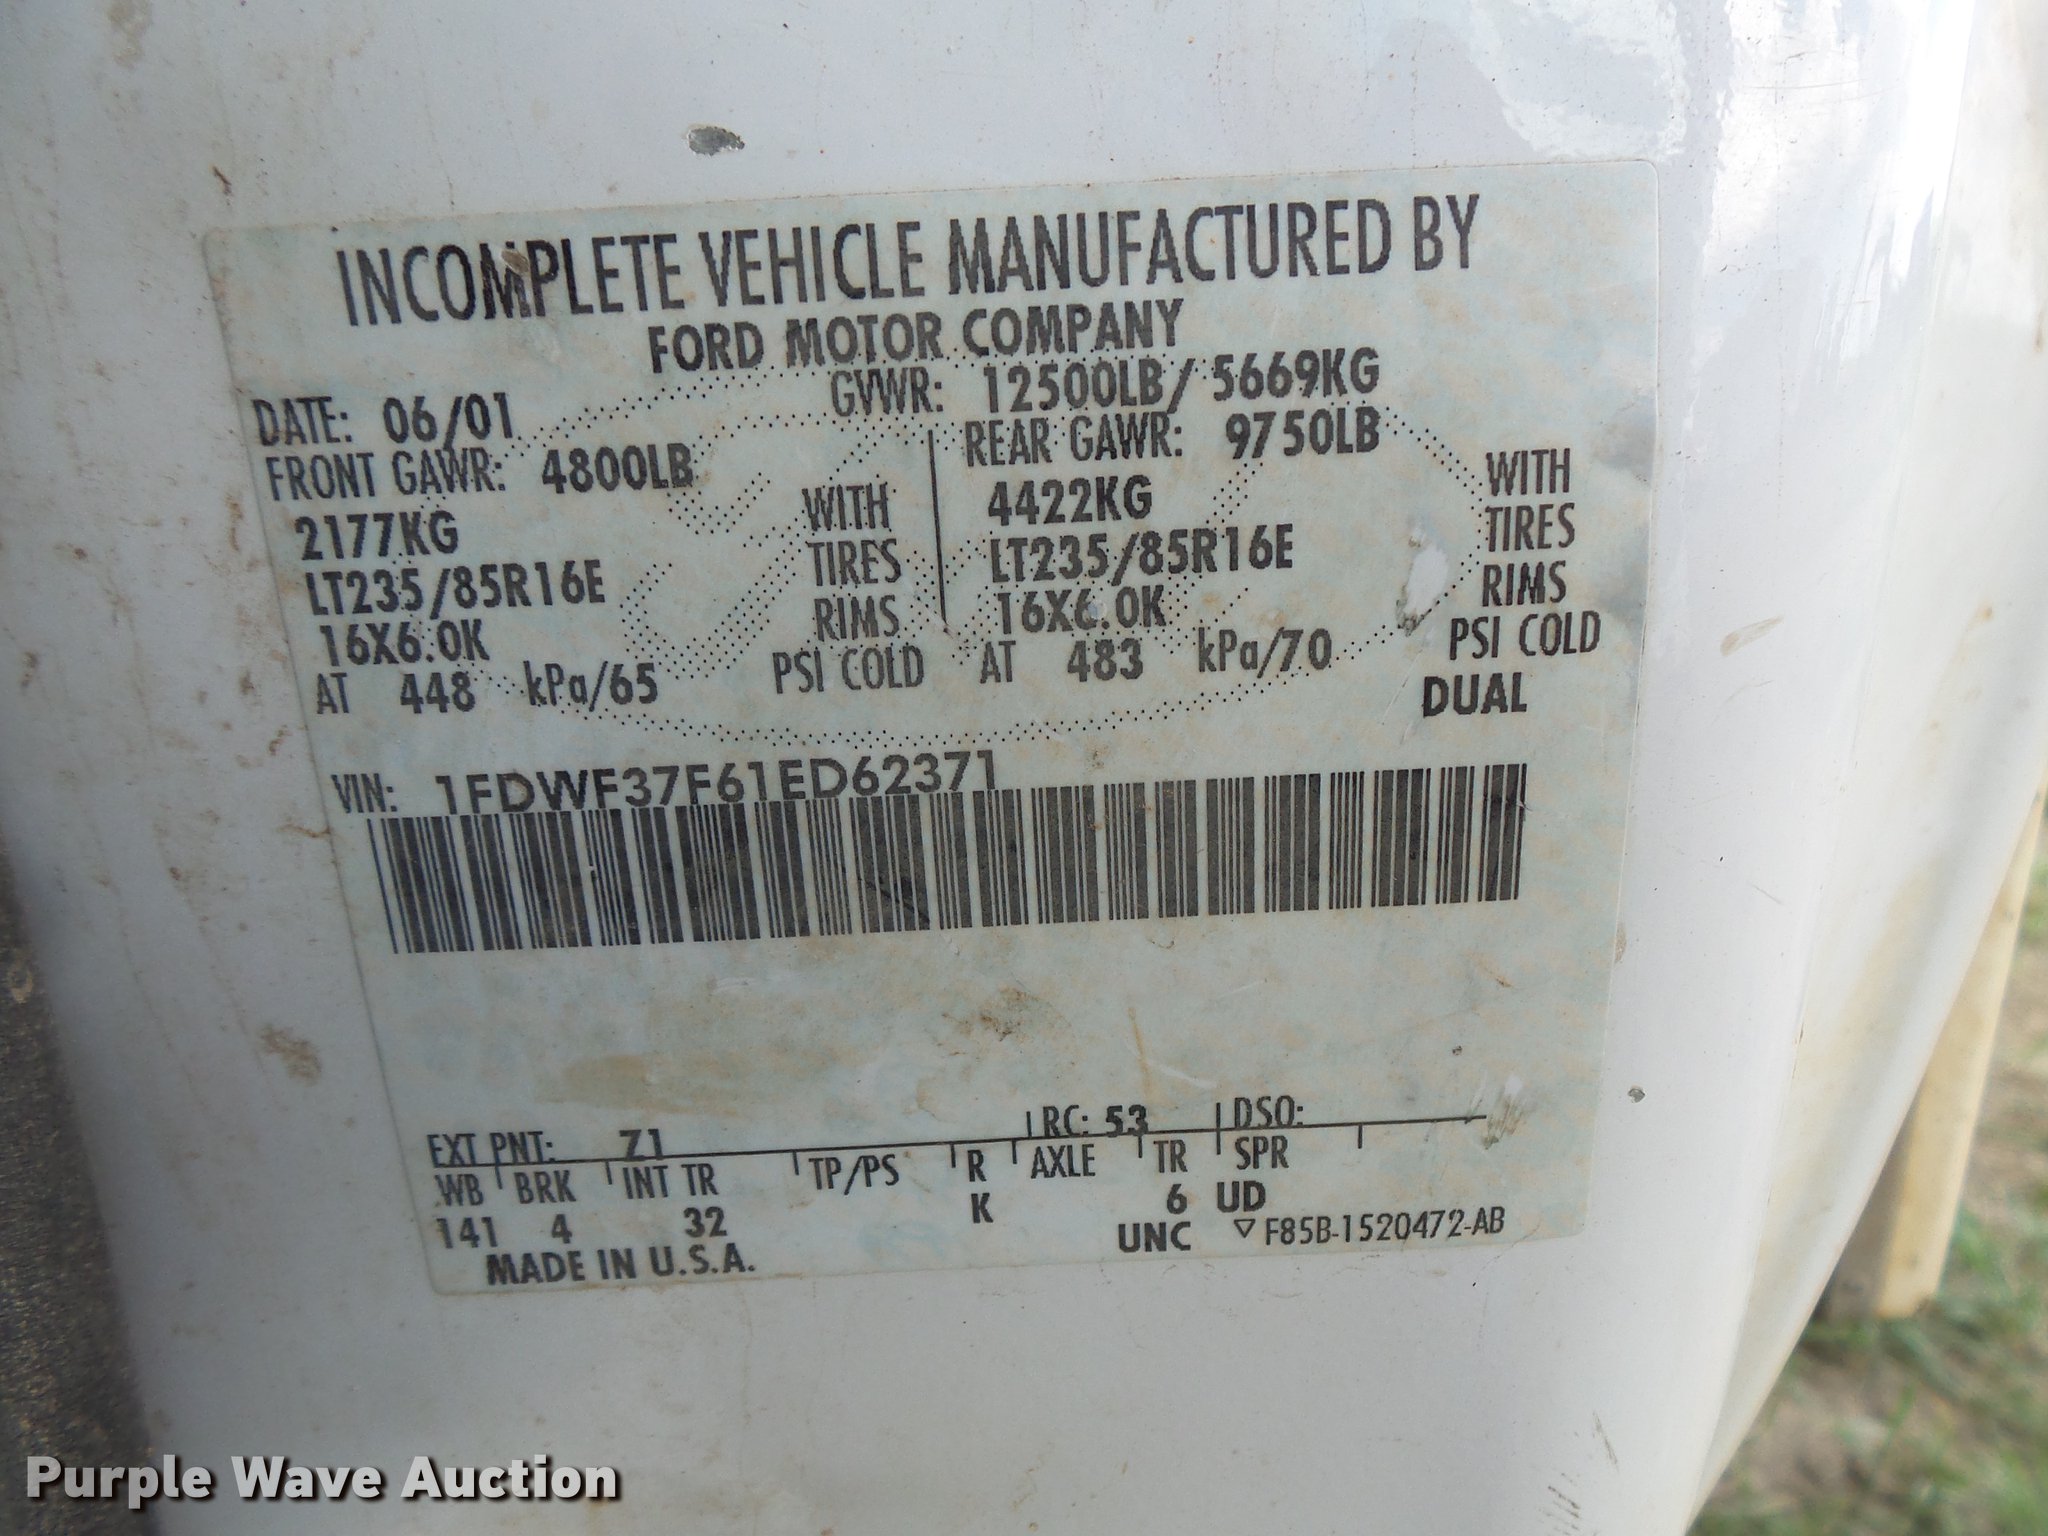 INCOMPLETE VEHICLE MANUFACTURED BY
FORD MOTOR COMPANY
DATE: 06/01 GVWR: 12500LB/ 5669KG
FRONT GAWR: 4800LB REAR GAWR: 9750LB
2177KG WITH 4422KG WITH
LT235/85R16E TIRES LT235/85R16E TIRES
16X6.0K RIMS 16X6.0K RIMS
AT 448 kPa/65 PSI COLD AT 483 kPa/70 PSI COLD
DUAL
VIN: 1FDWF37F61ED62371
EXT PNT: Z1 RC: 53 DSO:
WB BRK INT TR TP/PS R AXLE TR SPR
141 4 32 K 6 UD
MADE IN U.S.A. UNC ▽ F85B-1520472-AB
Purple Wave Auction